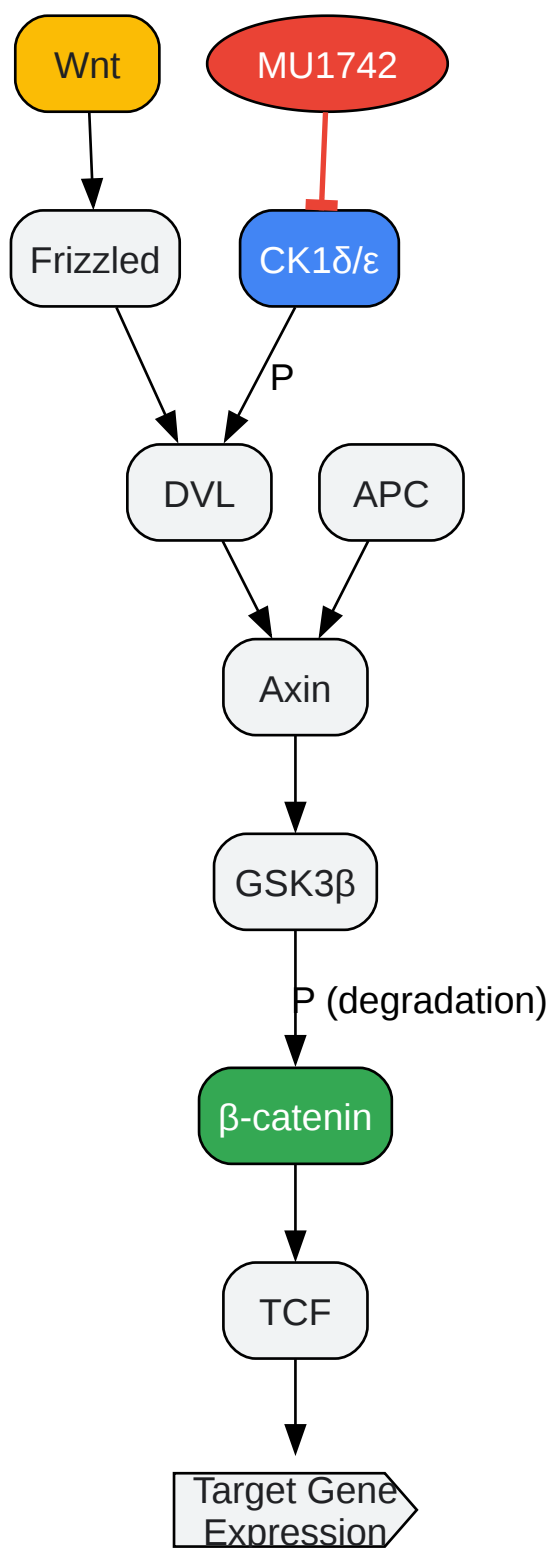 Wnt
MU1742
Frizzled
CK1δ/ε
P
DVL
APC
Axin
GSK3β
P (degradation)
β-catenin
TCF
Target Gene
Expression